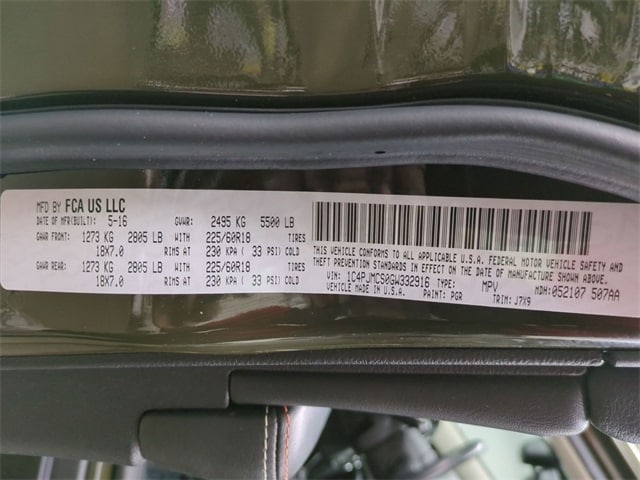 MFD BY FCA US LLC
DATE OF MFR(BUILT): 5-16 GVWR: 2495 KG 5500 LB
GAWR FRONT: 1273 KG 2805 LB WITH 225/60R18 TIRES
18X7.0 RIMS AT 230 KPA ( 33 PSI) COLD
GAWR REAR: 1273 KG 2805 LB WITH 225/60R18 TIRES
18X7.0 RIMS AT 230 KPA ( 33 PSI) COLD
THIS VEHICLE CONFORMS TO ALL APPLICABLE U.S.A. FEDERAL MOTOR VEHICLE SAFETY AND
THEFT PREVENTION STANDARDS IN EFFECT ON THE DATE OF MANUFACTURE SHOWN ABOVE.
VIN: 1C4PJMCS0GW332916 TYPE: MPV MDH: 052107 507AA
VEHICLE MADE IN U.S.A. PAINT: PGR TRIM: J7X9